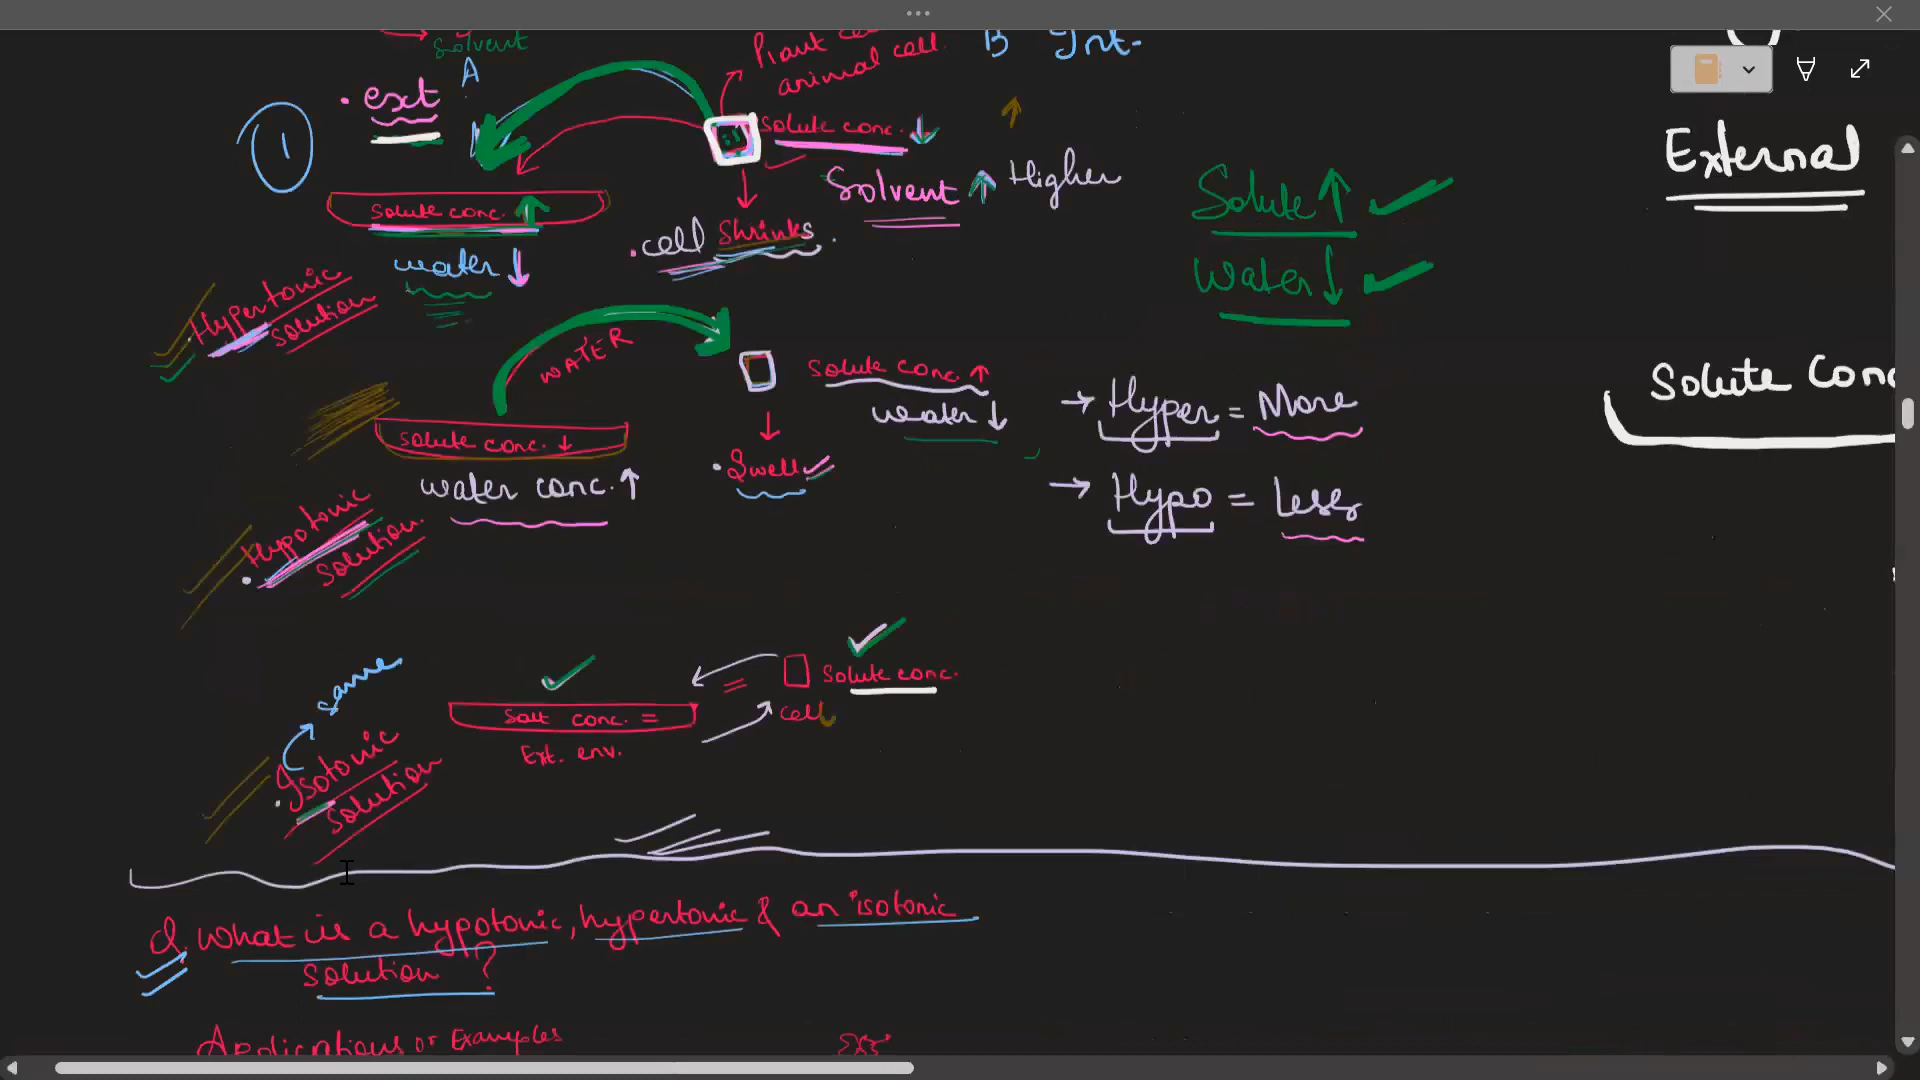 solvent
Plant
animal cell.
B Int.
A
. ext
1
Solute conc. ↓
Solvent ↑ Higher
Solute conc. ↑
water ↓
. cell Shrinks .
Hypertonic
Solution
Solute ↑
Water ↓
External
WATER
Solute conc. ↑
water ↓
Solute conc. ↓
water conc. ↑
. Swell
→ Hyper = More
→ Hypo = Less
Solute Conc
Hypotonic
Solution.
same
Solute conc.
Salt conc. =
=
cell
Ext. env.
. Isotonic
Solution
Q. What is a hypotonic, hypertonic & an isotonic
solution ?
Applications or Examples